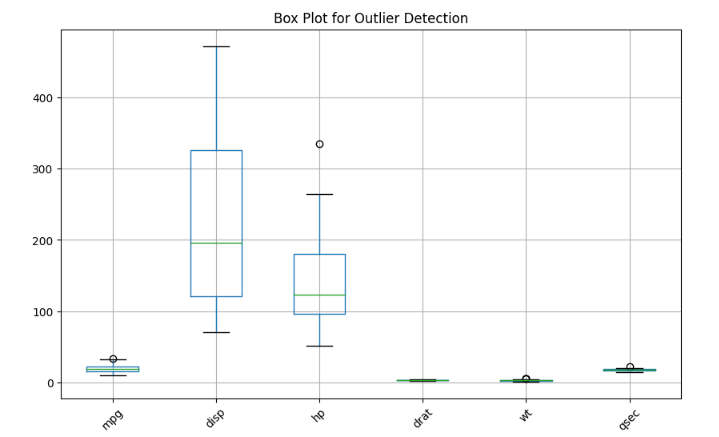 Box Plot for Outlier Detection
400
300
200
100
0
mpg
disp
hp
drat
wt
qsec